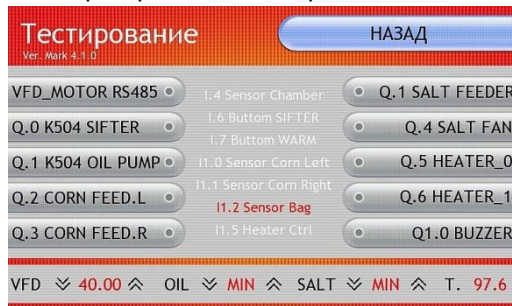 Тестирование
Ver. Mark 4.1.0
НАЗАД
VFD_MOTOR RS485
Q.0 K504 SIFTER
Q.1 K504 OIL PUMP
Q.2 CORN FEED.L
Q.3 CORN FEED.R
I.4 Sensor Chamber
I.6 Buttom SIFTER
I.7 Buttom WARM
I1.0 Sensor Corn Left
I1.1 Sensor Corn Right
I1.2 Sensor Bag
I1.5 Heater Ctrl
Q.1 SALT FEEDER
Q.4 SALT FAN
Q.5 HEATER_0
Q.6 HEATER_1
Q1.0 BUZZER
VFD 40.00 OIL MIN SALT MIN T. 97.6